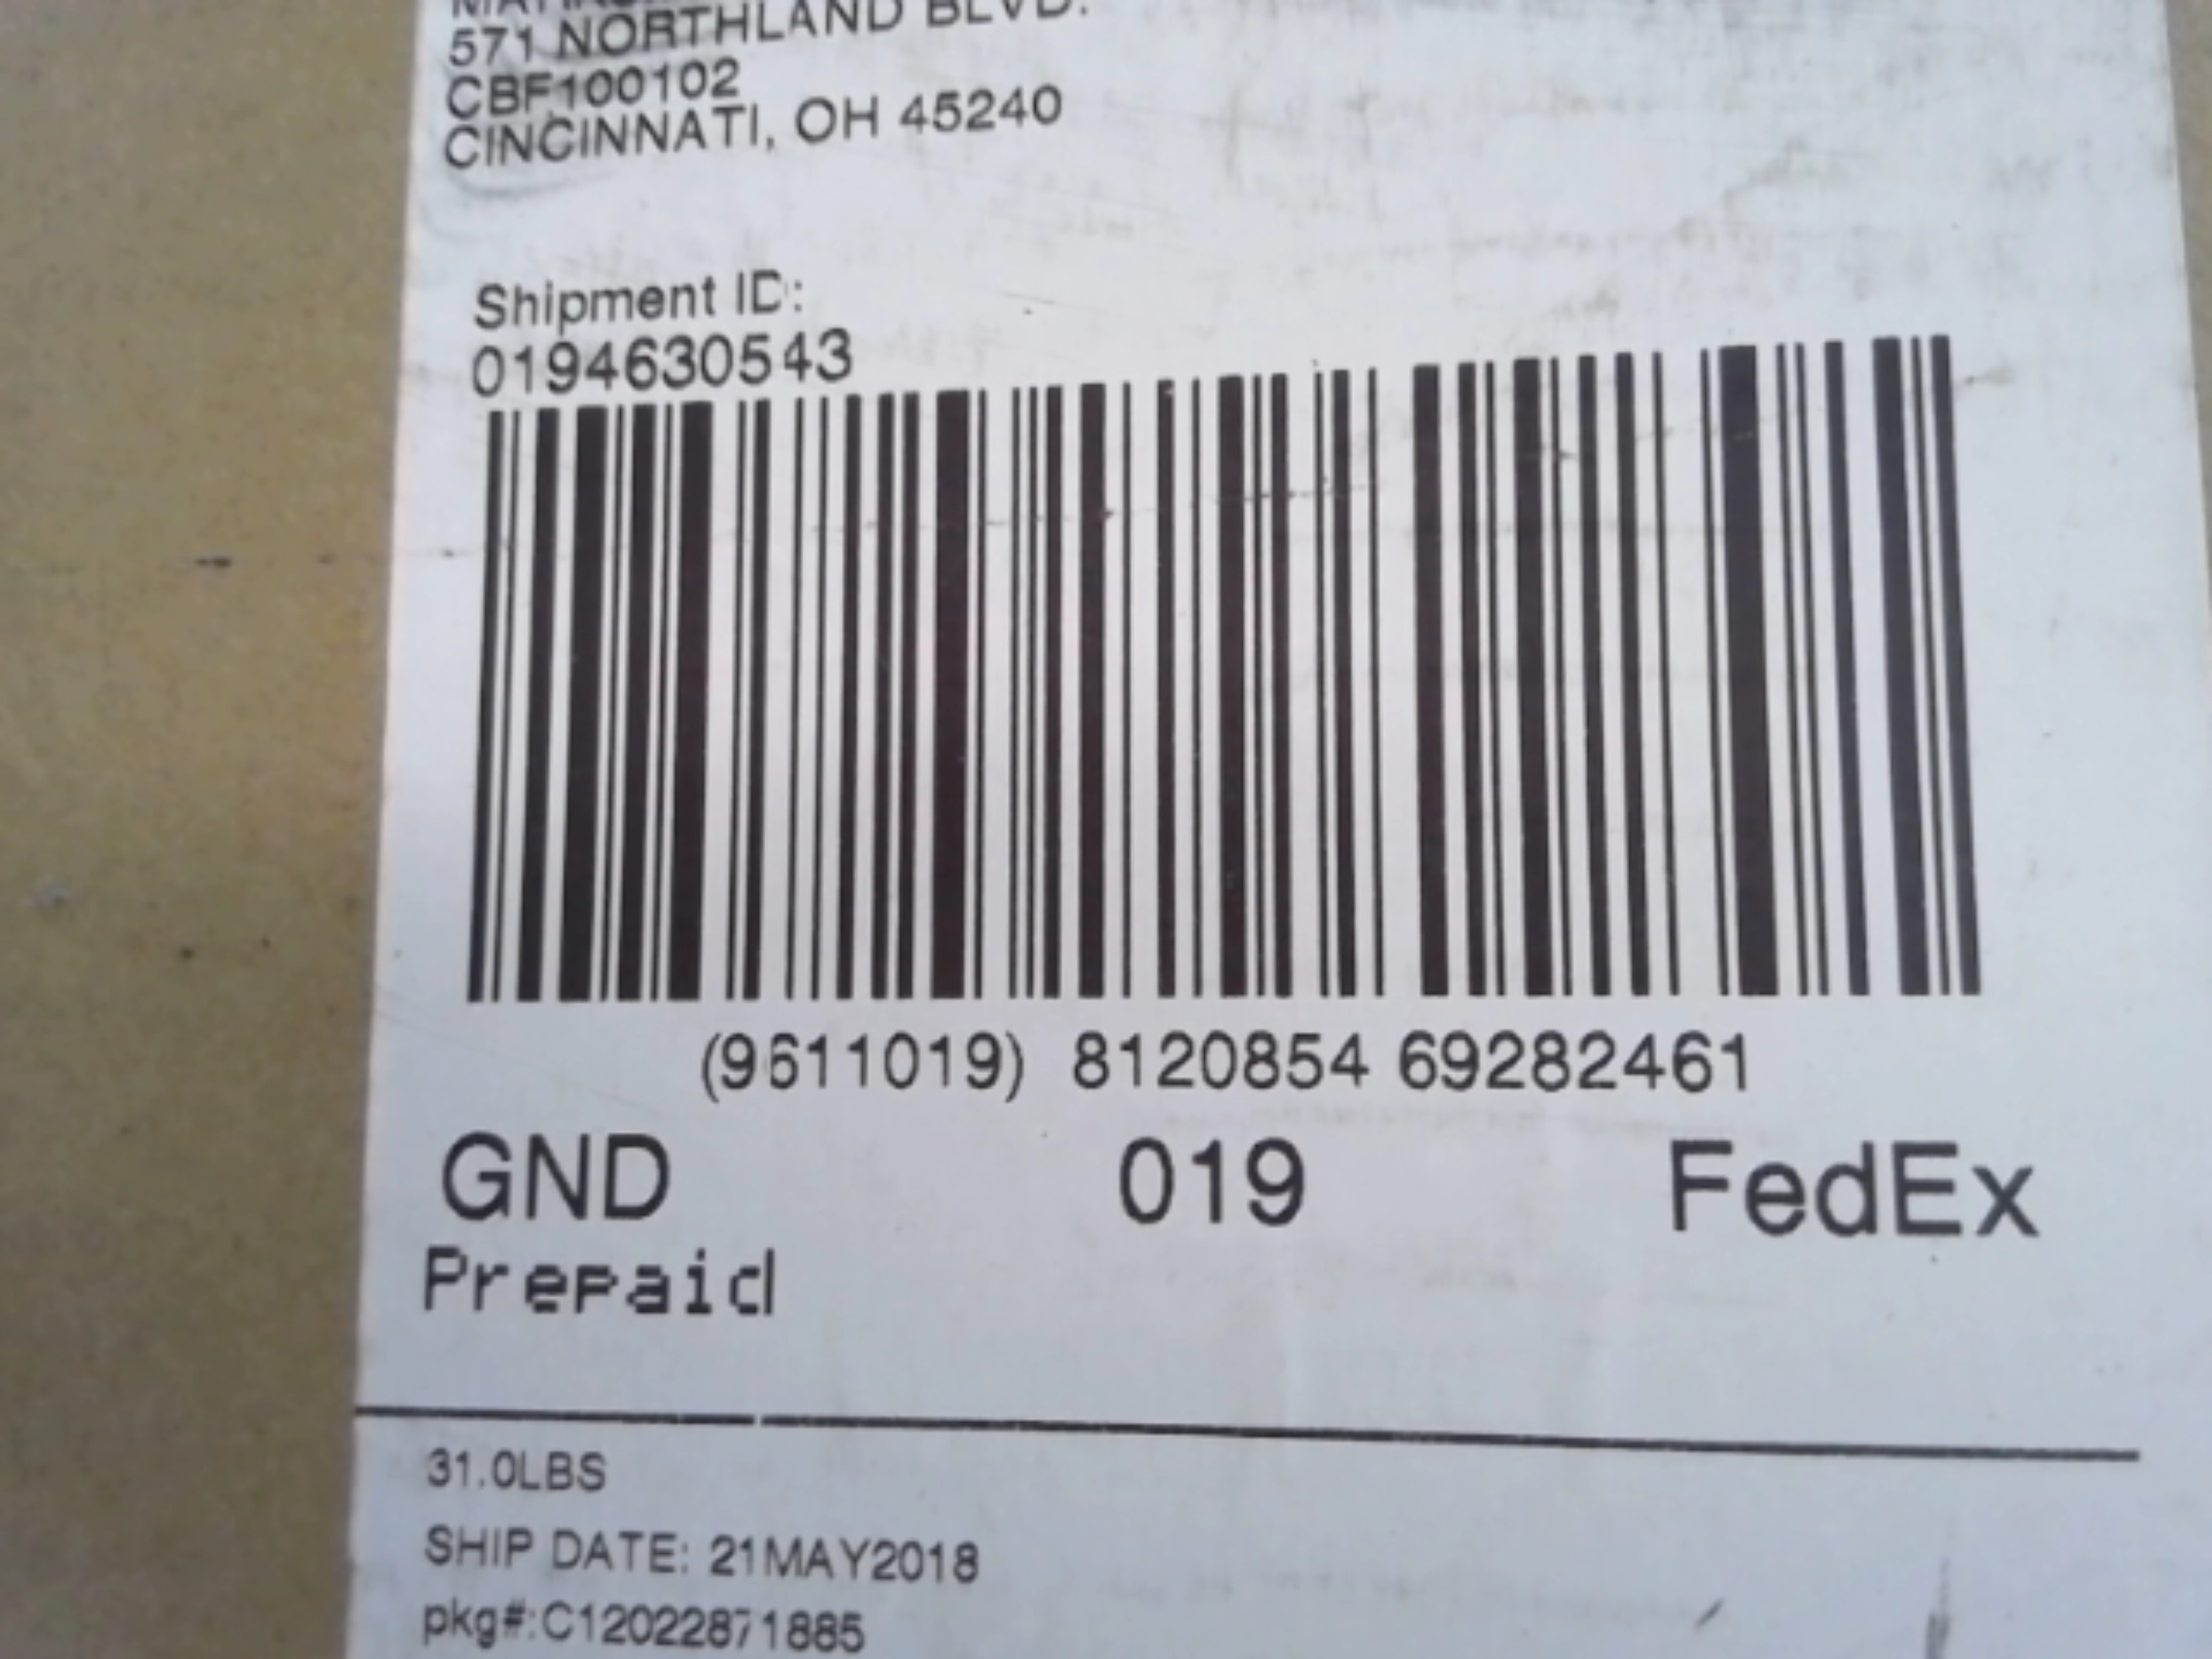 571 NORTHLAND BLVD.
CBF100102
CINCINNATI, OH 45240
Shipment ID:
0194630543
(9611019) 8120854 69282461
GND 019 FedEx
Prepaid
31.0LBS
SHIP DATE: 21MAY2018
pkg#:C12022871885